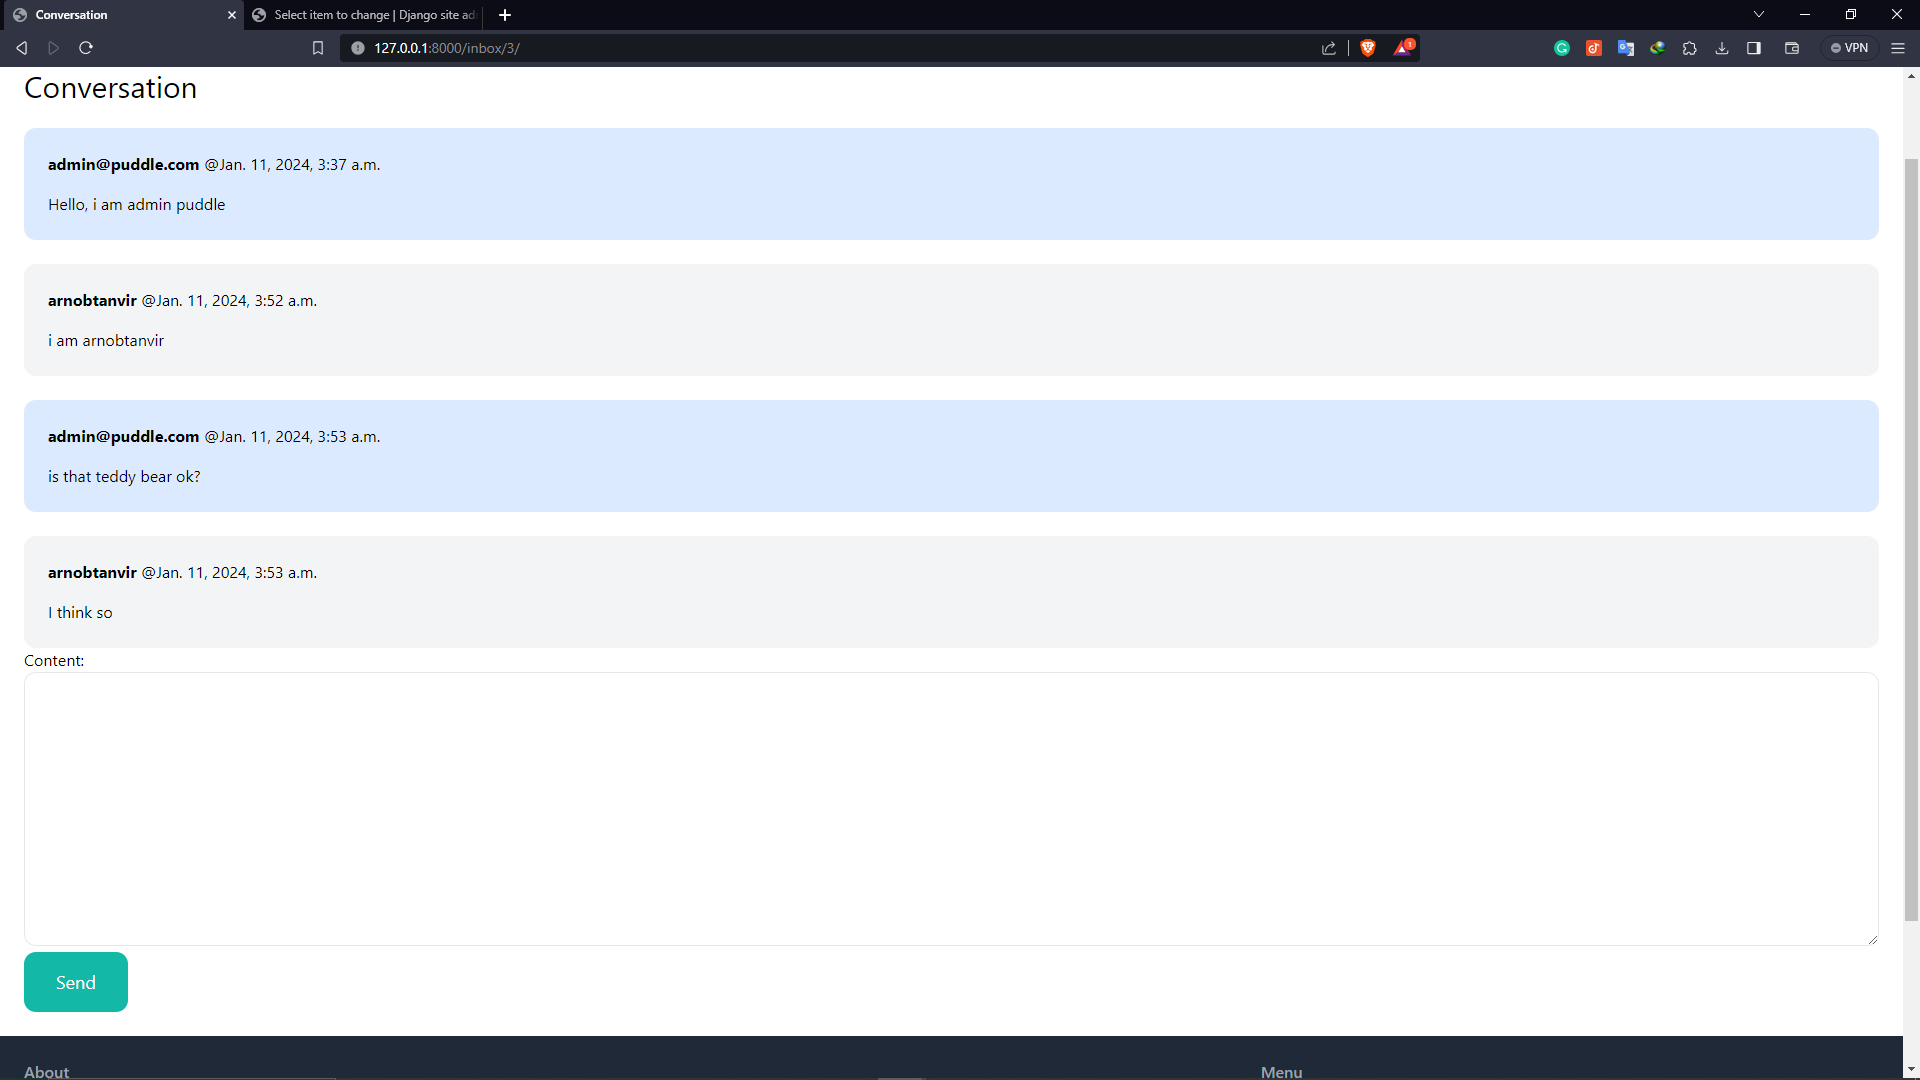 Conversation
Select item to change | Django site ad
127.0.0.1:8000/inbox/3/
1
VPN
Conversation
admin@puddle.com @Jan. 11, 2024, 3:37 a.m.
Hello, i am admin puddle
arnobtanvir @Jan. 11, 2024, 3:52 a.m.
i am arnobtanvir
admin@puddle.com @Jan. 11, 2024, 3:53 a.m.
is that teddy bear ok?
arnobtanvir @Jan. 11, 2024, 3:53 a.m.
I think so
Content:
Send
About
Menu